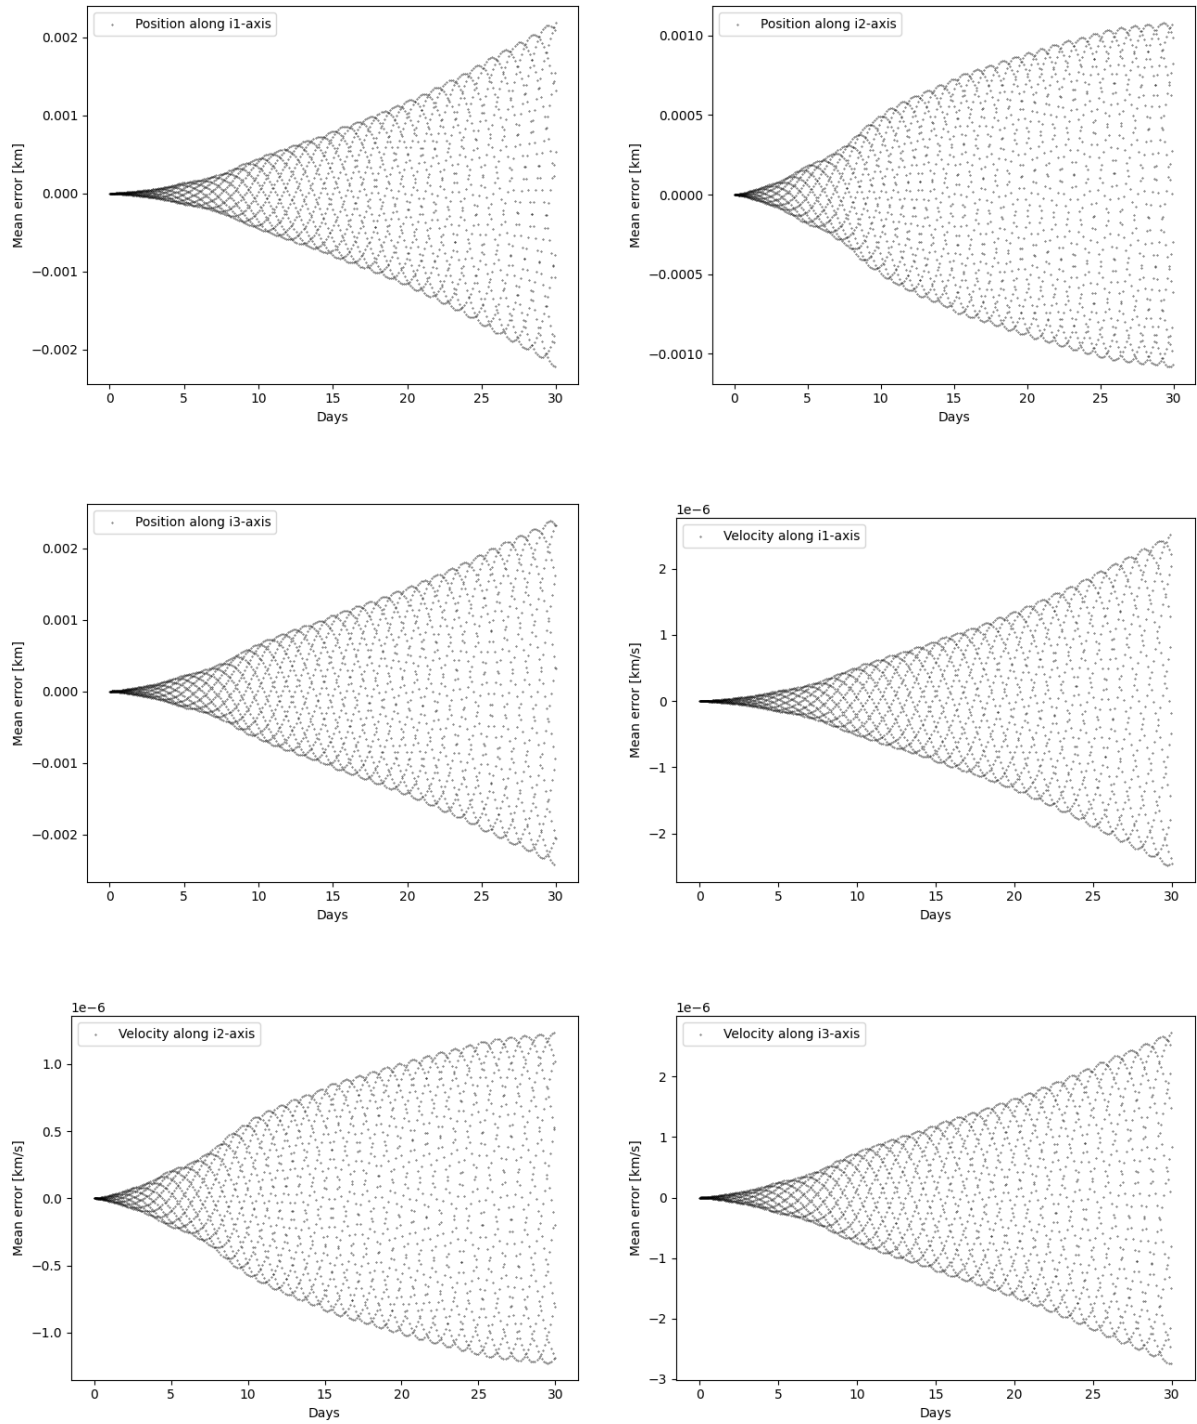 Position along i1-axis
0.002
0.001
0.000
−0.001
−0.002
Mean error [km]
0 5 10 15 20 25 30
Days
Position along i2-axis
0.0010
0.0005
0.0000
−0.0005
−0.0010
Mean error [km]
0 5 10 15 20 25 30
Days
Position along i3-axis
0.002
0.001
0.000
−0.001
−0.002
Mean error [km]
0 5 10 15 20 25 30
Days
1e−6
Velocity along i1-axis
2
1
0
−1
−2
Mean error [km/s]
0 5 10 15 20 25 30
Days
1e−6
Velocity along i2-axis
1.0
0.5
0.0
−0.5
−1.0
Mean error [km/s]
0 5 10 15 20 25 30
Days
1e−6
Velocity along i3-axis
2
1
0
−1
−2
−3
Mean error [km/s]
0 5 10 15 20 25 30
Days